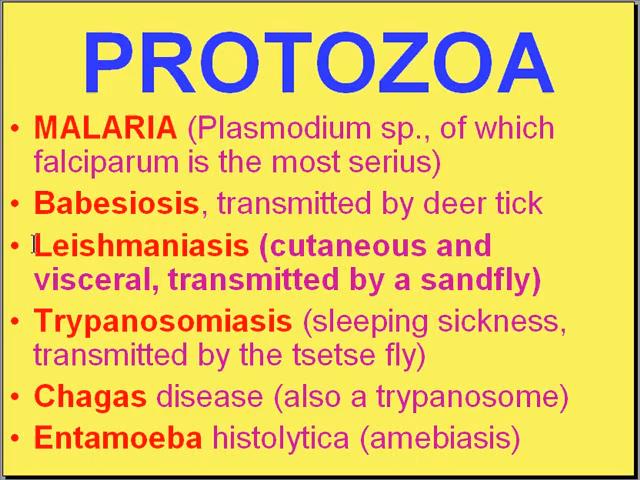 PROTOZOA
• MALARIA (Plasmodium sp., of which
falciparum is the most serius)
• Babesiosis, transmitted by deer tick
• Leishmaniasis (cutaneous and
visceral, transmitted by a sandfly)
• Trypanosomiasis (sleeping sickness,
transmitted by the tsetse fly)
• Chagas disease (also a trypanosome)
• Entamoeba histolytica (amebiasis)